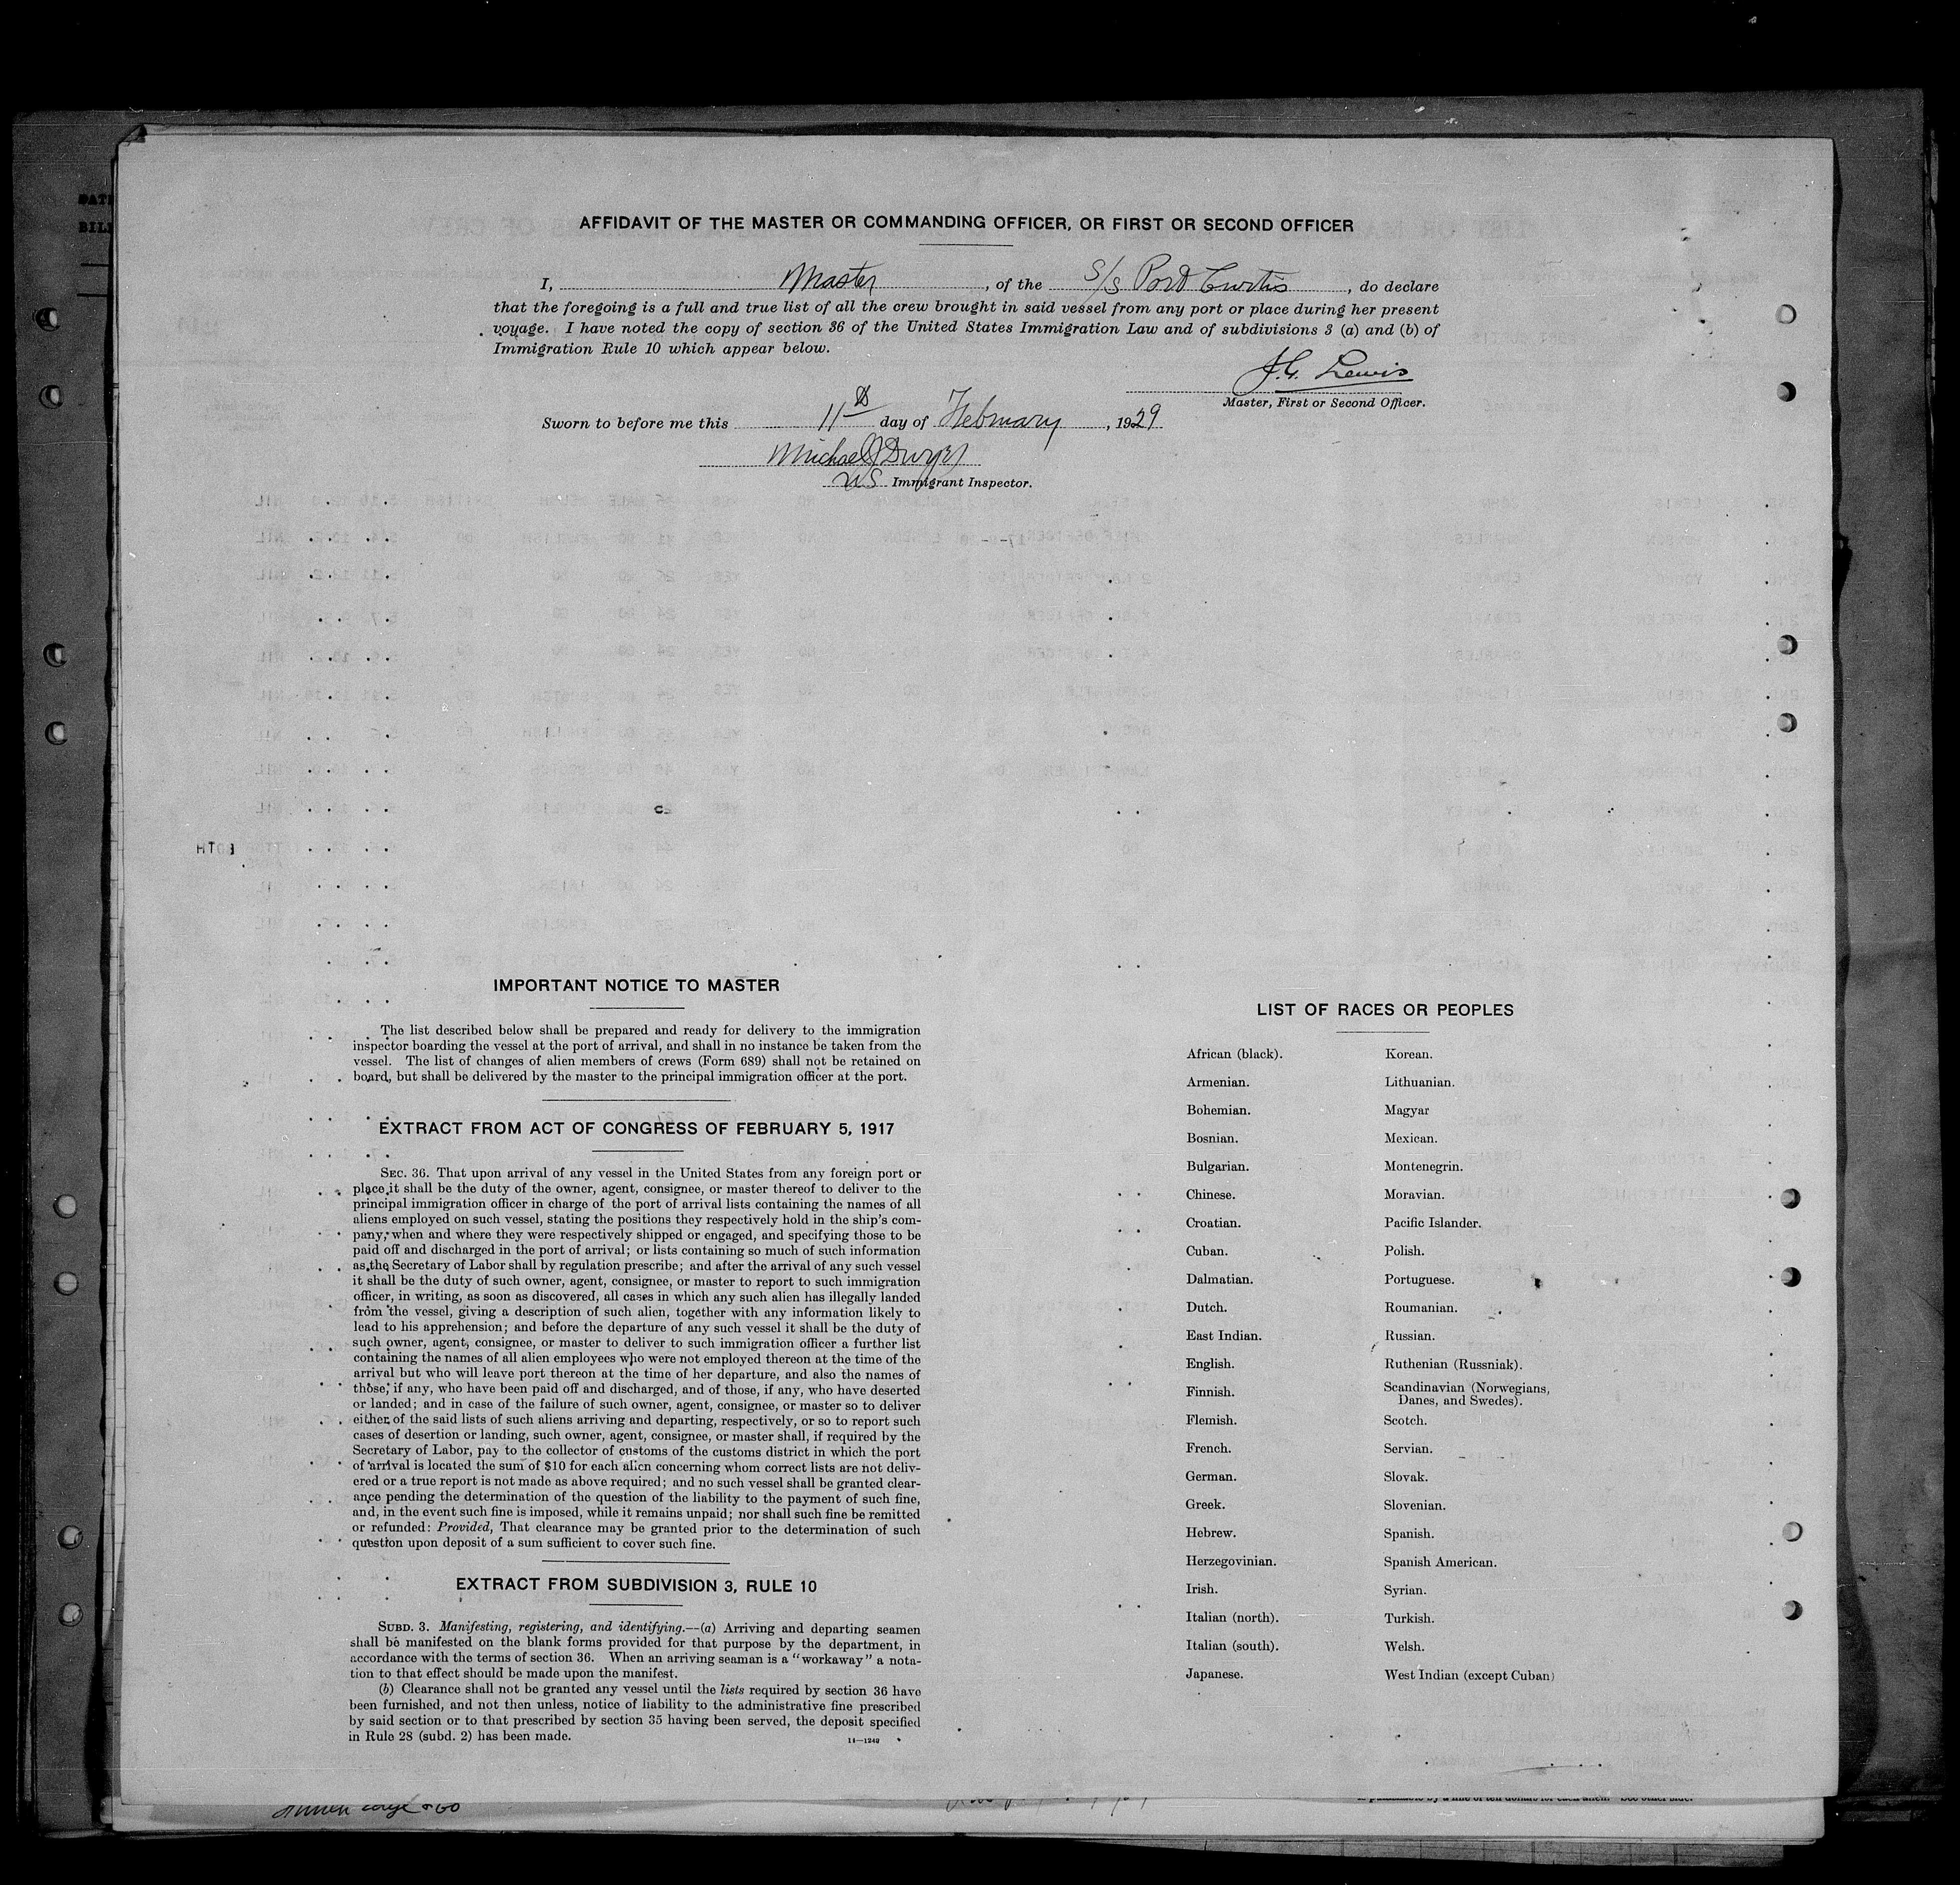 AFFIDAVIT OF THE MASTER OR COMMANDING OFFICER, OR FIRST OR SECOND OFFICER
I, Master, of the S/S Port Curtis, do declare
that the foregoing is a full and true list of all the crew brought in said vessel from any port or place during her present
voyage. I have noted the copy of section 36 of the United States Immigration Law and of subdivisions 3 (a) and (b) of
Immigration Rule 10 which appear below.
J.G. Lewis
Master, First or Second Officer.
Sworn to before me this 11th day of February, 1929
Michael J Dwyer
US Immigrant Inspector.
IMPORTANT NOTICE TO MASTER
The list described below shall be prepared and ready for delivery to the immigration
inspector boarding the vessel at the port of arrival, and shall in no instance be taken from the
vessel. The list of changes of alien members of crews (Form 689) shall not be retained on
board, but shall be delivered by the master to the principal immigration officer at the port.
EXTRACT FROM ACT OF CONGRESS OF FEBRUARY 5, 1917
SEC. 36. That upon arrival of any vessel in the United States from any foreign port or
place it shall be the duty of the owner, agent, consignee, or master thereof to deliver to the
principal immigration officer in charge of the port of arrival lists containing the names of all
aliens employed on such vessel, stating the positions they respectively hold in the ship's com-
pany, when and where they were respectively shipped or engaged, and specifying those to be
paid off and discharged in the port of arrival; or lists containing so much of such information
as the Secretary of Labor shall by regulation prescribe; and after the arrival of any such vessel
it shall be the duty of such owner, agent, consignee, or master to report to such immigration
officer, in writing, as soon as discovered, all cases in which any such alien has illegally landed
from the vessel, giving a description of such alien, together with any information likely to
lead to his apprehension; and before the departure of any such vessel it shall be the duty of
such owner, agent, consignee, or master to deliver to such immigration officer a further list
containing the names of all alien employees who were not employed thereon at the time of the
arrival but who will leave port thereon at the time of her departure, and also the names of
those, if any, who have been paid off and discharged, and of those, if any, who have deserted
or landed; and in case of the failure of such owner, agent, consignee, or master so to deliver
either of the said lists of such aliens arriving and departing, respectively, or so to report such
cases of desertion or landing, such owner, agent, consignee, or master shall, if required by the
Secretary of Labor, pay to the collector of customs of the customs district in which the port
of arrival is located the sum of $10 for each alien concerning whom correct lists are not deliv-
ered or a true report is not made as above required; and no such vessel shall be granted clear-
ance pending the determination of the question of the liability to the payment of such fine,
and, in the event such fine is imposed, while it remains unpaid; nor shall such fine be remitted
or refunded: Provided, That clearance may be granted prior to the determination of such
question upon deposit of a sum sufficient to cover such fine.
EXTRACT FROM SUBDIVISION 3, RULE 10
SUBD. 3. Manifesting, registering, and identifying.—(a) Arriving and departing seamen
shall be manifested on the blank forms provided for that purpose by the department, in
accordance with the terms of section 36. When an arriving seaman is a "workaway" a nota-
tion to that effect should be made upon the manifest.
(b) Clearance shall not be granted any vessel until the lists required by section 36 have
been furnished, and not then unless, notice of liability to the administrative fine prescribed
by said section or to that prescribed by section 35 having been served, the deposit specified
in Rule 28 (subd. 2) has been made.
14—1240
LIST OF RACES OR PEOPLES
African (black).
Armenian.
Bohemian.
Bosnian.
Bulgarian.
Chinese.
Croatian.
Cuban.
Dalmatian.
Dutch.
East Indian.
English.
Finnish.
Flemish.
French.
German.
Greek.
Hebrew.
Herzegovinian.
Irish.
Italian (north).
Italian (south).
Japanese.
Korean.
Lithuanian.
Magyar
Mexican.
Montenegrin.
Moravian.
Pacific Islander.
Polish.
Portuguese.
Roumanian.
Russian.
Ruthenian (Russniak).
Scandinavian (Norwegians,
Danes, and Swedes).
Scotch.
Servian.
Slovak.
Slovenian.
Spanish.
Spanish American.
Syrian.
Turkish.
Welsh.
West Indian (except Cuban)